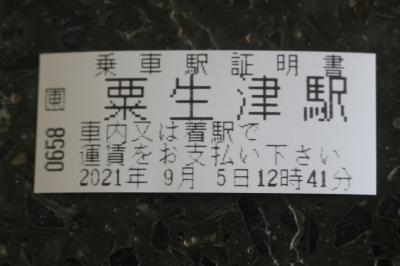 乗車駅証明書
粟生津駅
車内又は着駅で
運賃をお支払い下さい
2021年 9月 5日12時41分
0658